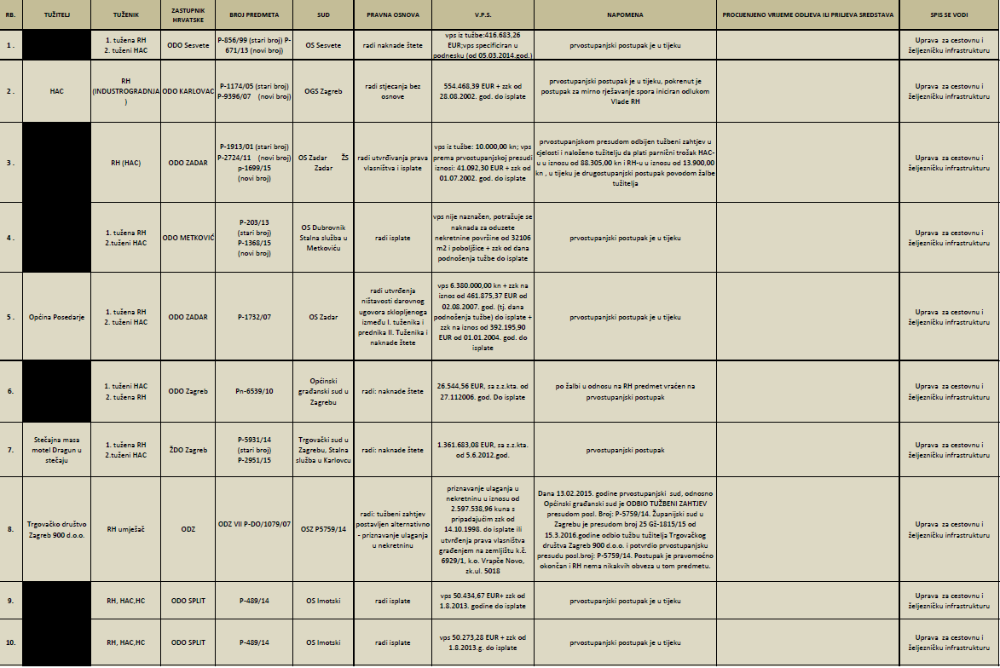 RB.
TUŽITELJ
TUŽENIK
ZASTUPNIK
HRVATSKE
BROJ PREDMETA
SUD
PRAVNA OSNOVA
V.P.S.
NAPOMENA
PROCIJENJENO VRIJEME ODLJEVA ILI PRILJEVA SREDSTAVA
SPIS SE VODI
1 .
1. tužena RH
2. tuženi HAC
ODO Sesvete
P-856/99 (stari broj) P-
671/13 (novi broj)
OS Sesvete
radi naknade štete
vps iz tužbe:416.683,26
EUR;vps specificiran u
podnesku (od 05.03.2014.god.)
prvostupanjski postupak je u tijeku
Uprava za cestovnu i
željezničku infrastrukturu
2 .
HAC
RH
(INDUSTROGRADNJA
)
ODO KARLOVAC
P-1174/05 (stari broj)
P-9396/07 (novi broj)
OGS Zagreb
radi stjecanja bez
osnove
554.468,39 EUR + zzk od
28.08.2002. god. do isplate
prvostupanjski postupak je u tijeku, pokrenut je
postupak za mirno rješavanje spora iniciran odlukom
Vlade RH
Uprava za cestovnu i
željezničku infrastrukturu
3 .
RH (HAC)
ODO ZADAR
P-1913/01 (stari broj)
P-2724/11 (novi broj)
p-1699/15
(novi broj)
OS Zadar ŽS
Zadar
radi utvrđivanja prava
vlasništva i isplate
vps iz tužbe: 10.000,00 kn; vps
prema prvostupanjskoj presudi
iznosi: 41.092,30 EUR + zzk od
01.07.2002. god. do isplate
prvostupanjskom presudom odbijen tužbeni zahtjev u
cjelosti i naloženo tužitelju da plati parnični trošak HAC-
u u iznosu od 88.305,00 kn i RH-u u iznosu od 13.900,00
kn , u tijeku je drugostupanjski postupak povodom žalbe
tužitelja
Uprava za cestovnu i
željezničku infrastrukturu
4 .
1. tužena RH
2.tuženi HAC
ODO METKOVIĆ
P-203/13
(stari broj)
P-1368/15
(novi broj)
OS Dubrovnik
Stalna služba u
Metkoviću
radi isplate
vps nije naznačen, potražuje se
naknada za oduzete
nekretnine površine od 32106
m2 i poboljšice + zzk od dana
podnošenja tužbe do isplate
prvostupanjski postupak je u tijeku
Uprava za cestovnu i
željezničku infrastrukturu
5 .
Općina Posedarje
1. tužena RH
2. tuženi HAC
ODO ZADAR
P-1732/07
OS Zadar
radi utvrđenja
ništavosti darovnog
ugovora sklopljenoga
između I. tuženika i
prednika II. Tuženika i
naknade štete
vps 6.380.000,00 kn + zzk na
iznos od 461.875,37 EUR od
02.08.2007. god. (tj. dana
podnošenja tužbe) do isplate +
zzk na iznos od 392.195,90
EUR od 01.01.2004. god. do
isplate
prvostupanjski postupak je u tijeku
Uprava za cestovnu i
željezničku infrastrukturu
6.
1. tuženi HAC
2. tužena RH
ODO Zagreb
Pn-6539/10
Općinski
građanski sud u
Zagrebu
radi: naknade štete
26.544,56 EUR, sa z.z.kta. od
27.112006. god. Do isplate
po žalbi u odnosu na RH predmet vraćen na
prvostupanjski postupak
Uprava za cestovnu i
željezničku infrastrukturu
7.
Stečajna masa
motel Dragun u
stečaju
1. tužena RH
2.tuženi HAC
ŽDO Zagreb
P-5931/14
(stari broj)
P-2951/15
Trgovački sud u
Zagrebu, Stalna
služba u Karlovcu
radi: naknade štete
1.361.683,08 EUR, sa z.z.kta.
od 5.6.2012.god.
prvostupanjski postupak
Uprava za cestovnu i
željezničku infrastrukturu
8.
Trgovačko društvo
Zagreb 900 d.o.o.
RH umješač
ODZ
ODZ VII P-DO/1079/07
OSZ P5759/14
radi: tužbeni zahtjev
postavljen alternativno
- priznavanje ulaganja
u nekretninu
priznavanje ulaganja u
nekretninu u iznosu od
2.597.538,96 kuna s
pripadajućim zzk od
14.10.1998. do isplate ili
utvrđenja prava vlasništva
građenjem na zemljištu k.č.
6929/1, k.o. Vrapče Novo,
zk.ul. 5018
Dana 13.02.2015. godine prvostupanjski sud, odnosno
Općinski građanski sud je ODBIO TUŽBENI ZAHTJEV
presudom posl. Broj: P-5759/14. Županijski sud u
Zagrebu je presudom broj 25 Gž-1815/15 od
15.3.2016.godine odbio tužbu tužitelja Trgovačkog
društva Zagreb 900 d.o.o. i potvrdio prvostupanjsku
presudu posl.broj: P-5759/14. Postupak je pravomoćno
okončan i RH nema nikakvih obveza u tom predmetu.
Uprava za cestovnu i
željezničku infrastrukturu
9.
RH, HAC,HC
ODO SPLIT
P-489/14
OS Imotski
radi isplate
vps 50.434,67 EUR+ zzk od
1.8.2013. godine do isplate
prvostupanjski postupak je u tijeku
Uprava za cestovnu i
željezničku infrastrukturu
10.
RH, HAC,HC
ODO SPLIT
P-489/14
OS Imotski
radi isplate
vps 50.273,28 EUR + zzk od
1.8.2013.g. do isplate
prvostupanjski postupak je u tijeku
Uprava za cestovnu i
željezničku infrastrukturu